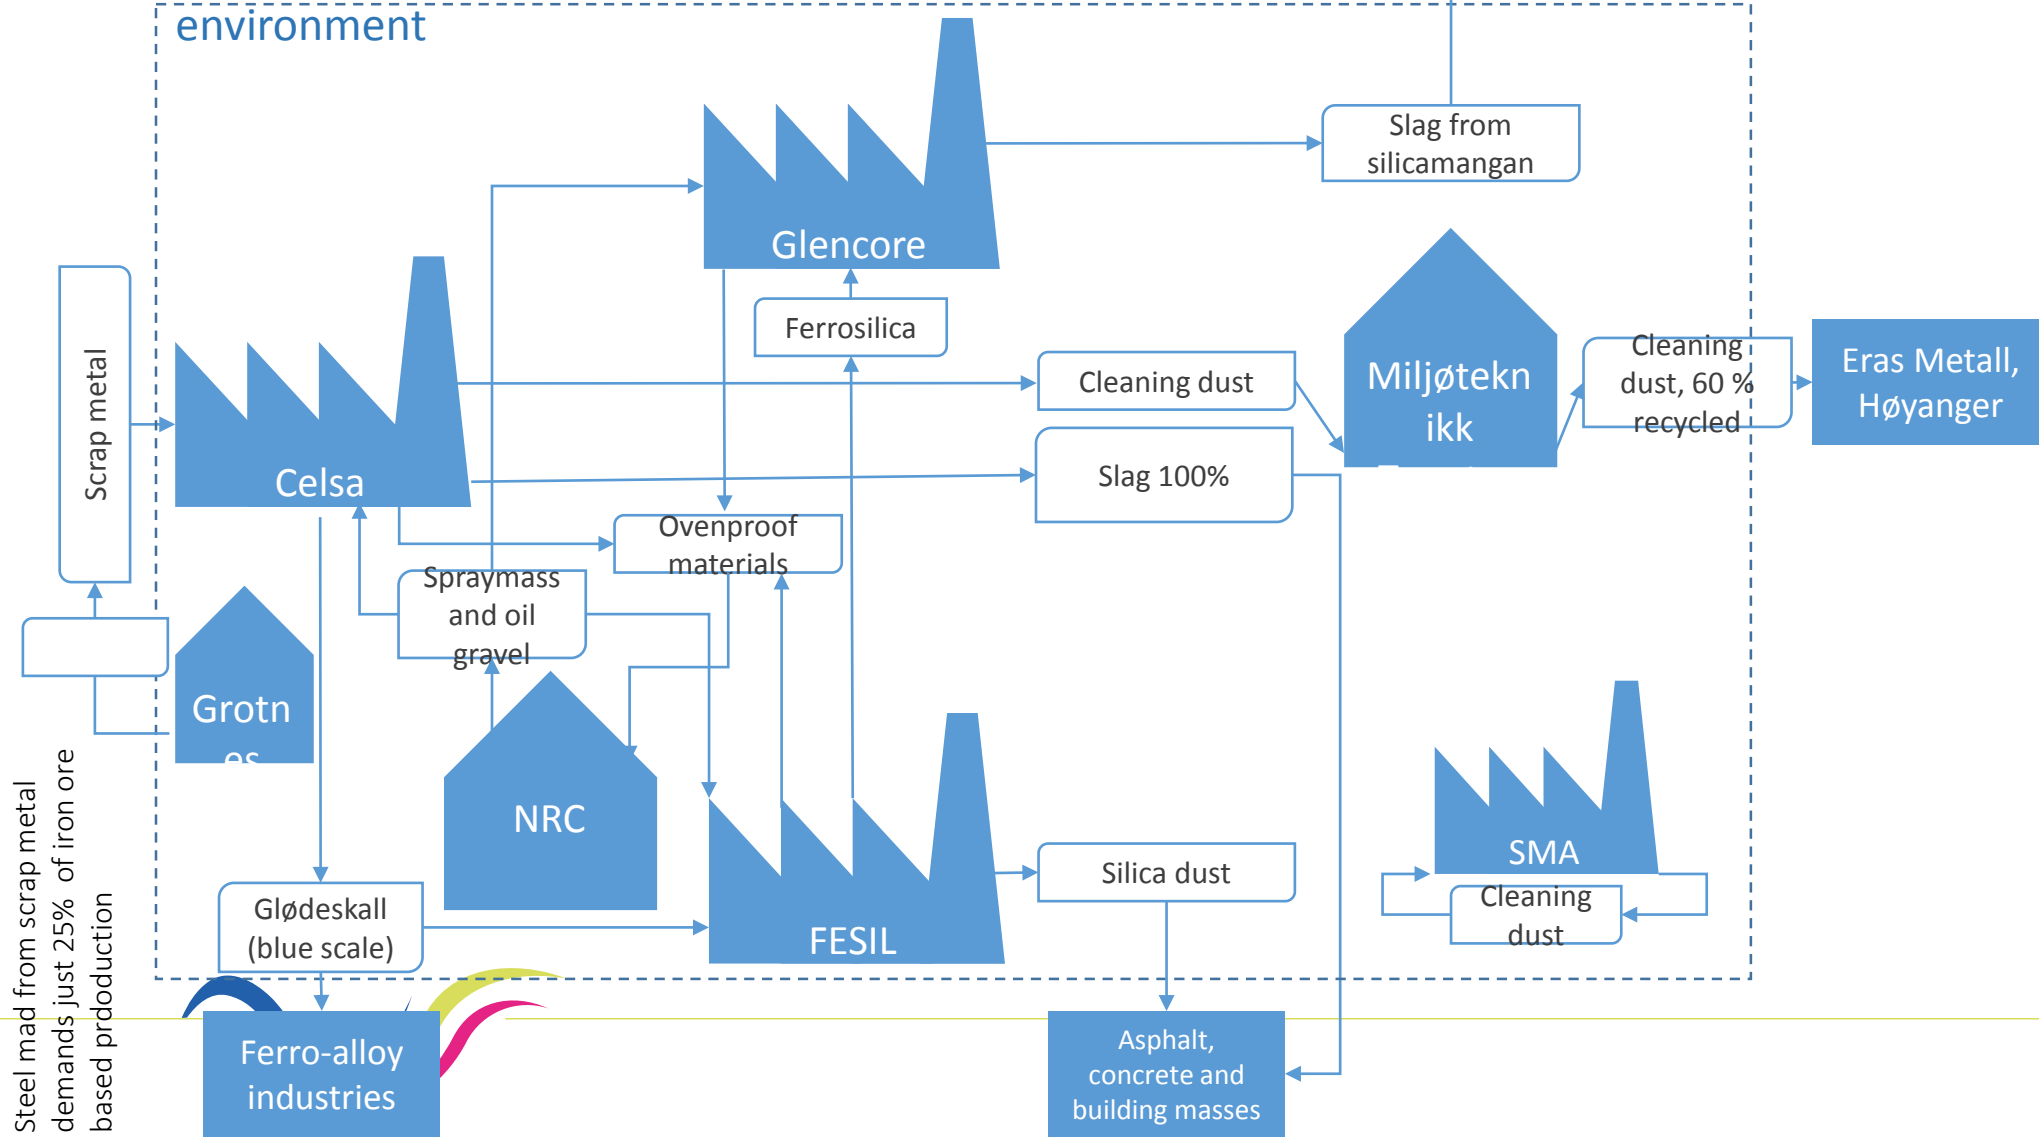 environment
Slag from
silicamangan
Glencore
Ferrosilica
Scrap metal
Cleaning dust
Miljøtekn
ikk
Cleaning
dust, 60 %
recycled
Eras Metall,
Høyanger
Celsa
Slag 100%
Ovenproof
materials
Spraymass
and oil
gravel
Grotn
es
NRC
SMA
Cleaning
dust
Silica dust
Glødeskall
(blue scale)
FESIL
Steel mad from scrap metal
demands just 25% of iron ore
based prdoduction
Ferro-alloy
industries
Asphalt,
concrete and
building masses